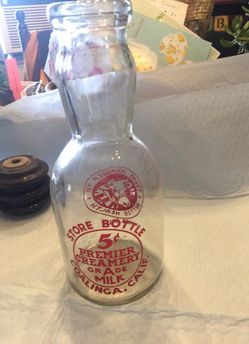 STORE BOTTLE
5¢
PREMIER
CREAMERY
GRADE
MILK
COALINGA, CALIF.